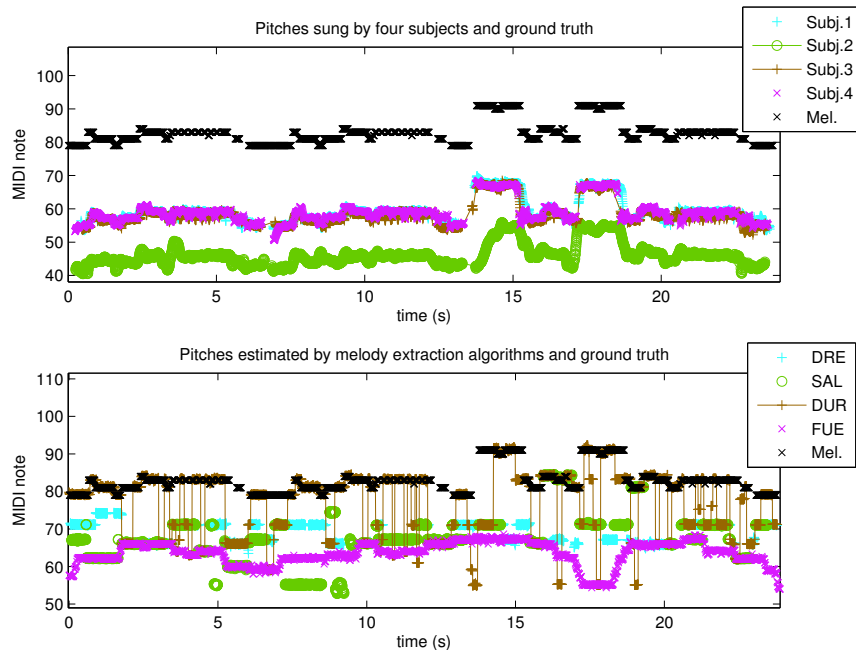 Pitches sung by four subjects and ground truth
Subj.1
Subj.2
Subj.3
Subj.4
Mel.
MIDI note
100
90
80
70
60
50
40
0 5 10 15 20
time (s)
Pitches estimated by melody extraction algorithms and ground truth
DRE
SAL
DUR
FUE
Mel.
MIDI note
110
100
90
80
70
60
50
0 5 10 15 20
time (s)